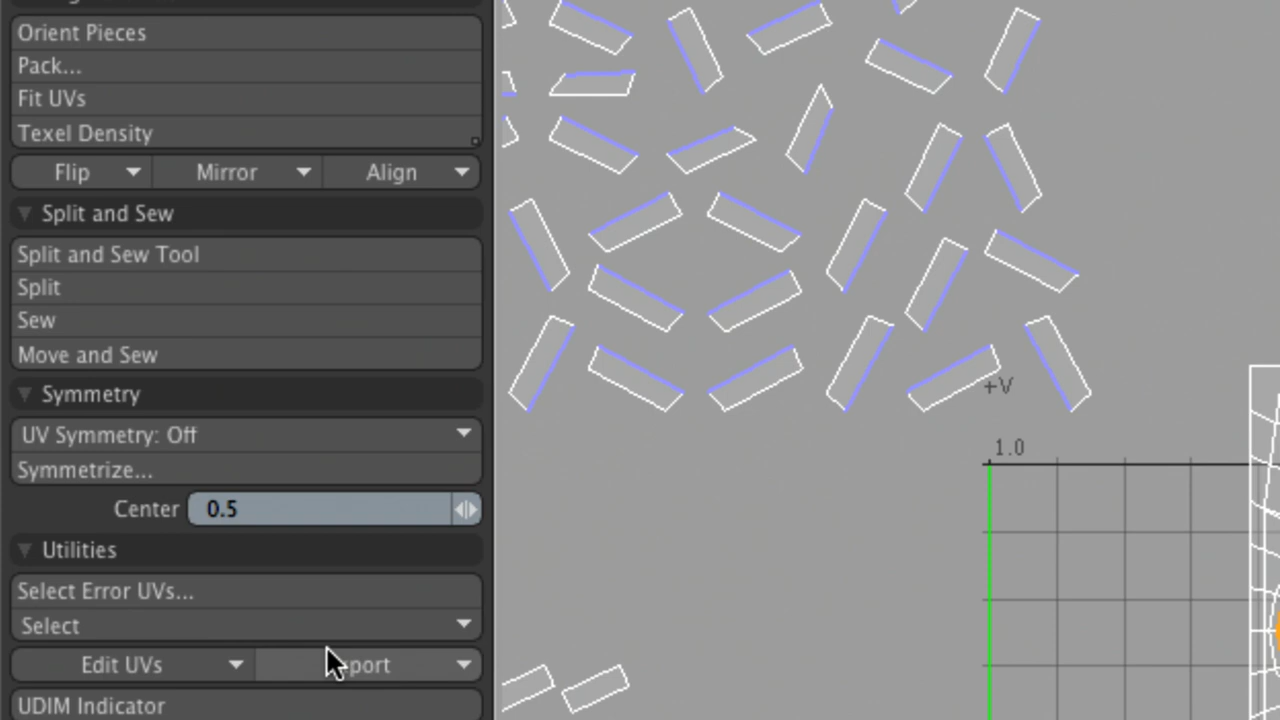 Orient Pieces
Pack...
Fit UVs
Texel Density
Flip Mirror Align
Split and Sew
Split and Sew Tool
Split
Sew
Move and Sew
Symmetry
UV Symmetry: Off
Symmetrize...
Center 0.5
Utilities
Select Error UVs...
Select
Edit UVs port
UDIM Indicator
+V
1.0